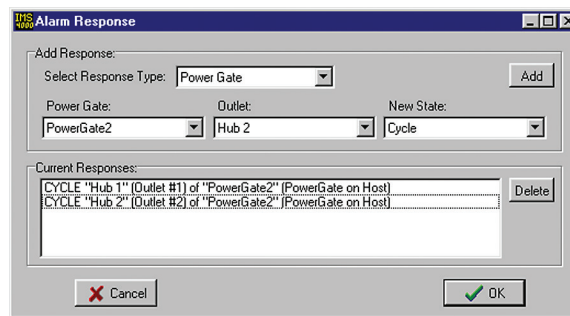 IMS 4000 Alarm Response
Add Response:
Select Response Type: Power Gate Add
Power Gate: Outlet: New State:
PowerGate2 Hub 2 Cycle
Current Responses:
CYCLE "Hub 1" (Outlet #1) of "PowerGate2" (PowerGate on Host)
CYCLE "Hub 2" (Outlet #2) of "PowerGate2" (PowerGate on Host)
Delete
Cancel OK